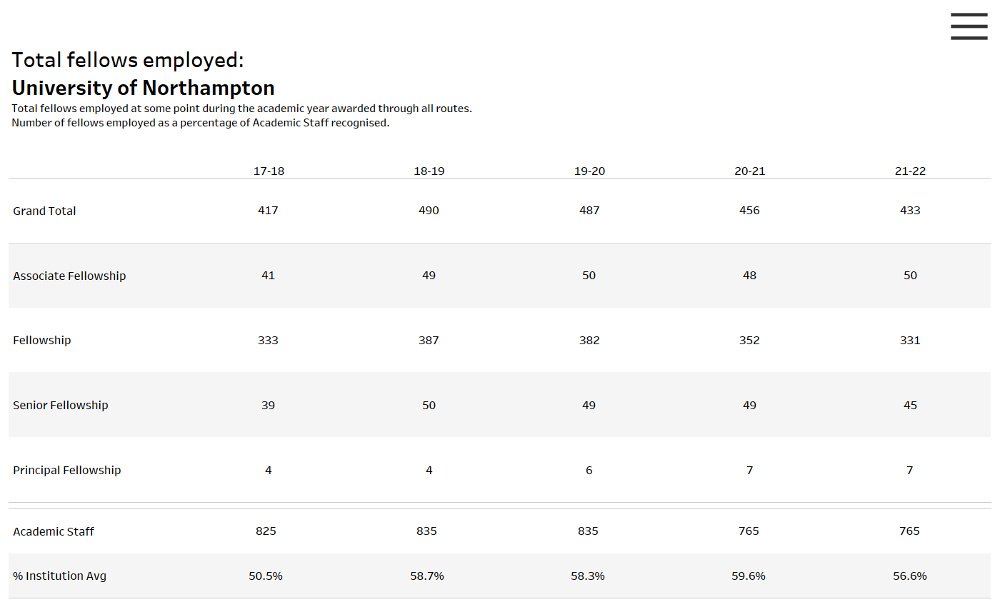 Total fellows employed:
University of Northampton
Total fellows employed at some point during the academic year awarded through all routes.
Number of fellows employed as a percentage of Academic Staff recognised.
17-18 18-19 19-20 20-21 21-22
Grand Total 417 490 487 456 433
Associate Fellowship 41 49 50 48 50
Fellowship 333 387 382 352 331
Senior Fellowship 39 50 49 49 45
Principal Fellowship 4 4 6 7 7
Academic Staff 825 835 835 765 765
% Institution Avg 50.5% 58.7% 58.3% 59.6% 56.6%